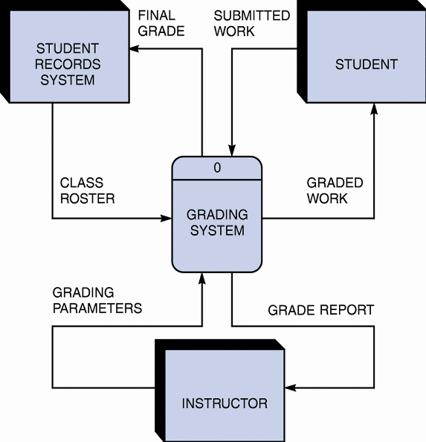 FINAL
GRADE
SUBMITTED
WORK
STUDENT
RECORDS
SYSTEM
STUDENT
0
CLASS
ROSTER
GRADING
SYSTEM
GRADED
WORK
GRADING
PARAMETERS
GRADE REPORT
INSTRUCTOR